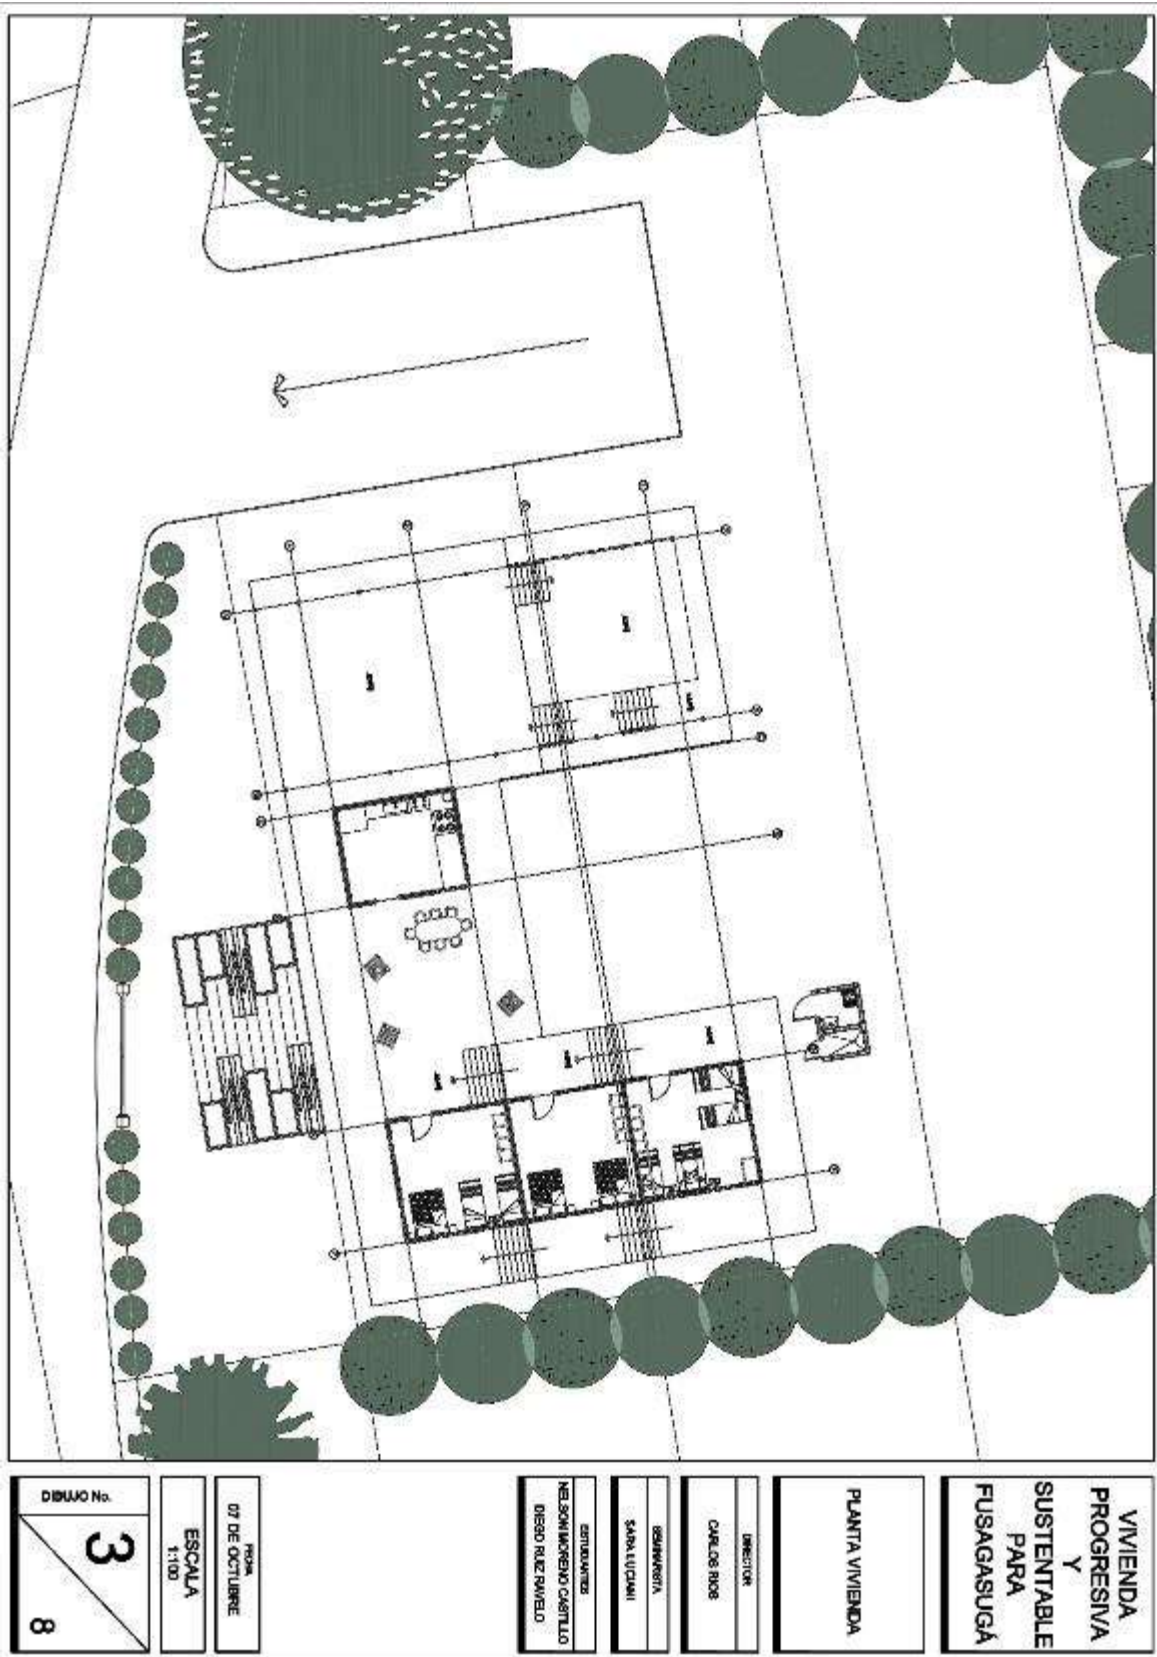 VIVIENDA
PROGRESIVA
Y
SUSTENTABLE
PARA
FUSAGASUGÁ
PLANTA VIVIENDA
DIRECTOR
CARLOS RIOS
SEMINARISTA
SARA LUCIANI
ESTUDIANTES
NELSON MORENO CASTILLO
DIEGO RUIZ RAVELO
FECHA
07 DE OCTUBRE
ESCALA
1:100
DIBUJO No.
3
8